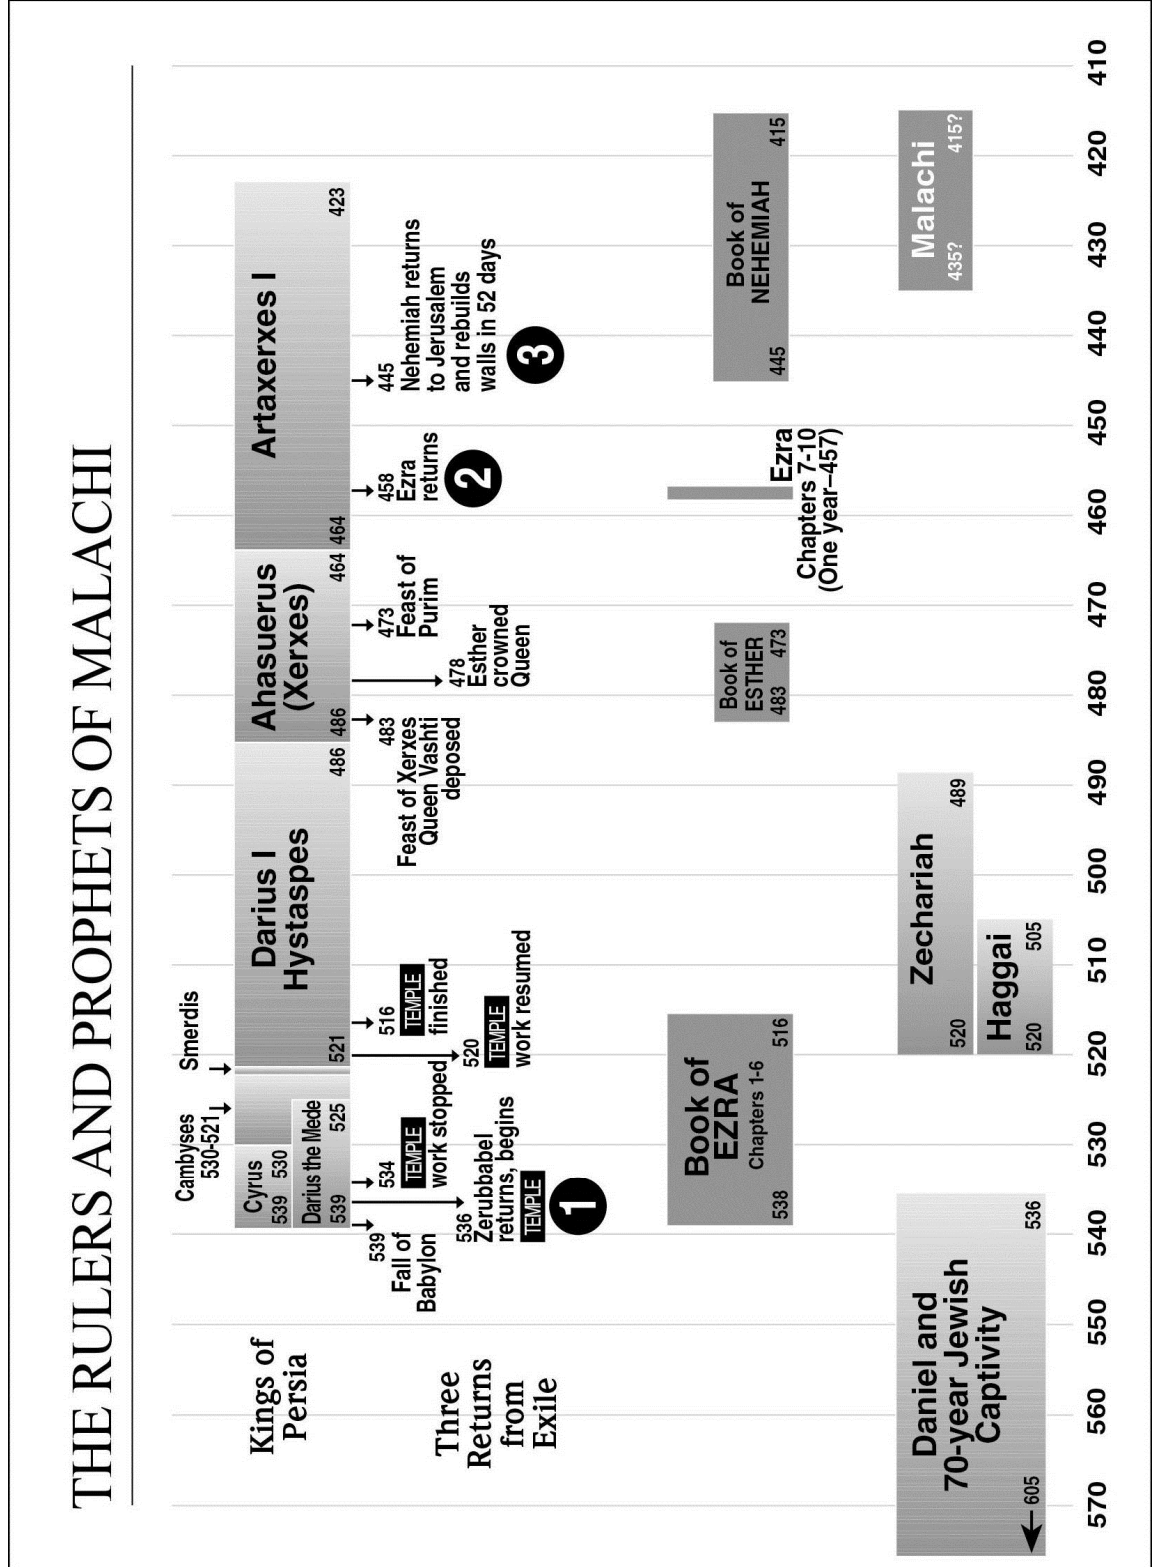 THE RULERS AND PROPHETS OF MALACHI
Kings of
Persia
Cambyses
530-521
Smerdis
Cyrus
539 530
Darius the Mede
539 525
Darius I
Hystaspes
521 486
Ahasuerus
(Xerxes)
486 464
Artaxerxes I
464 423
Three
Returns
from
Exile
539
Fall of
Babylon
536
Zerubbabel
returns, begins
TEMPLE
1
534
TEMPLE
work stopped
520
TEMPLE
work resumed
516
TEMPLE
finished
483
Feast of Xerxes
Queen Vashti
deposed
478
Esther
crowned
Queen
473
Feast of
Purim
458
Ezra
returns
2
445
Nehemiah returns
to Jerusalem
and rebuilds
walls in 52 days
3
Book of
EZRA
Chapters 1-6
538 516
Book of
ESTHER
483 473
Ezra
Chapters 7-10
(One year–457)
Book of
NEHEMIAH
445 415
Daniel and
70-year Jewish
Captivity
605 536
Zechariah
520 489
Haggai
520 505
Malachi
435? 415?
570 560 550 540 530 520 510 500 490 480 470 460 450 440 430 420 410